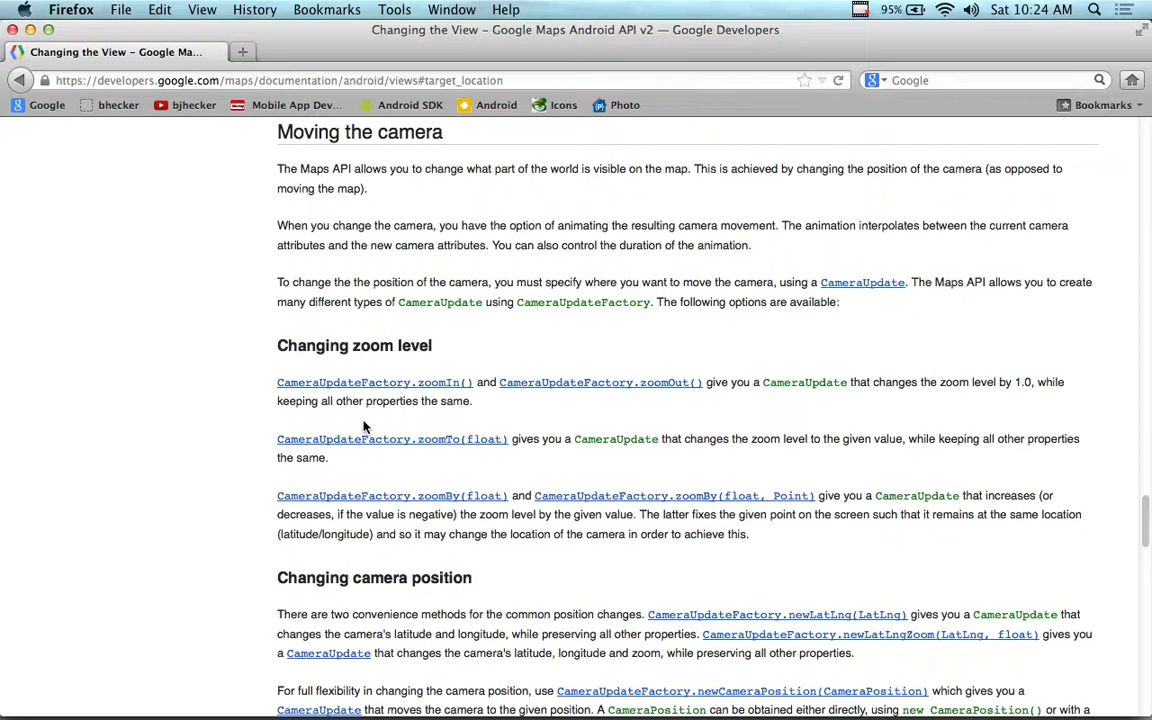 Firefox File Edit View History Bookmarks Tools Window Help 95% Sat 10:24 AM
Changing the View – Google Maps Android API v2 — Google Developers
Changing the View – Google Ma...
https://developers.google.com/maps/documentation/android/views#target_location Google
Google bhecker bjhecker Mobile App Dev... Android SDK Android Icons Photo Bookmarks
Moving the camera
The Maps API allows you to change what part of the world is visible on the map. This is achieved by changing the position of the camera (as opposed to
moving the map).
When you change the camera, you have the option of animating the resulting camera movement. The animation interpolates between the current camera
attributes and the new camera attributes. You can also control the duration of the animation.
To change the the position of the camera, you must specify where you want to move the camera, using a CameraUpdate. The Maps API allows you to create
many different types of CameraUpdate using CameraUpdateFactory. The following options are available:
Changing zoom level
CameraUpdateFactory.zoomIn() and CameraUpdateFactory.zoomOut() give you a CameraUpdate that changes the zoom level by 1.0, while
keeping all other properties the same.
CameraUpdateFactory.zoomTo(float) gives you a CameraUpdate that changes the zoom level to the given value, while keeping all other properties
the same.
CameraUpdateFactory.zoomBy(float) and CameraUpdateFactory.zoomBy(float, Point) give you a CameraUpdate that increases (or
decreases, if the value is negative) the zoom level by the given value. The latter fixes the given point on the screen such that it remains at the same location
(latitude/longitude) and so it may change the location of the camera in order to achieve this.
Changing camera position
There are two convenience methods for the common position changes. CameraUpdateFactory.newLatLng(LatLng) gives you a CameraUpdate that
changes the camera's latitude and longitude, while preserving all other properties. CameraUpdateFactory.newLatLngZoom(LatLng, float) gives you
a CameraUpdate that changes the camera's latitude, longitude and zoom, while preserving all other properties.
For full flexibility in changing the camera position, use CameraUpdateFactory.newCameraPosition(CameraPosition) which gives you a
CameraUpdate that moves the camera to the given position. A CameraPosition can be obtained either directly, using new CameraPosition() or with a